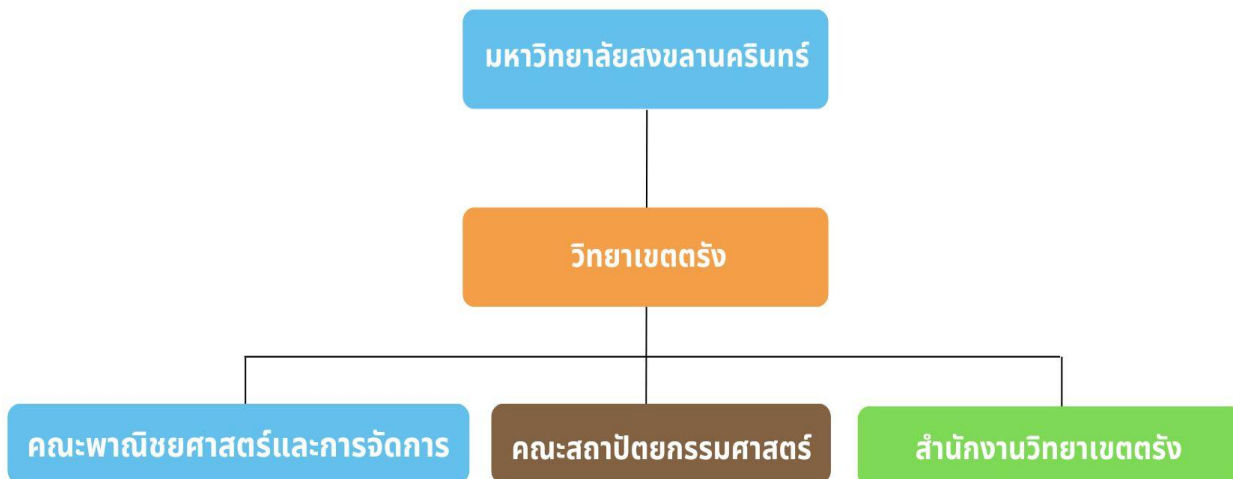 มหาวิทยาลัยสงขลานครินทร์
วิทยาเขตตรัง
คณะพาณิชยศาสตร์และการจัดการ
คณะสถาปัตยกรรมศาสตร์
สำนักงานวิทยาเขตตรัง